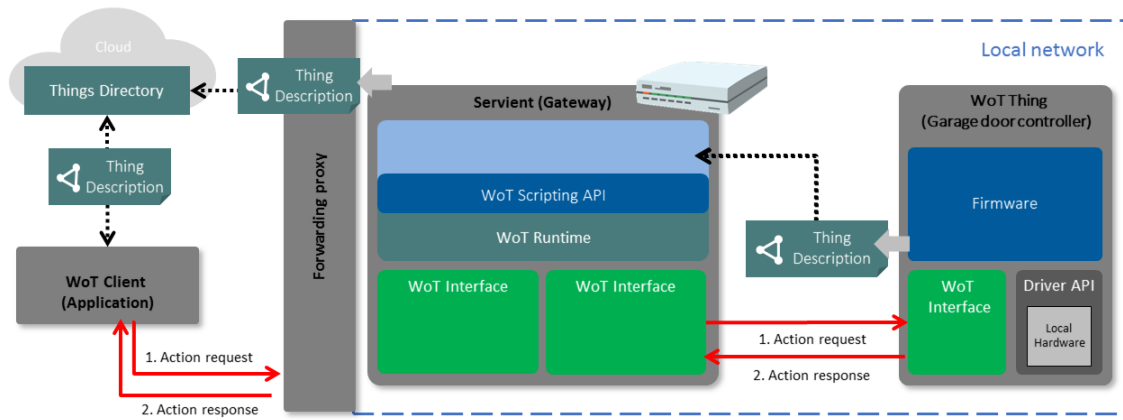 Cloud
Things Directory
Thing
Description
Thing
Description
WoT Client
(Application)
1. Action request
2. Action response
Forwarding proxy
Local network
Servient (Gateway)
WoT Scripting API
WoT Runtime
WoT Interface
WoT Interface
Thing
Description
1. Action request
2. Action response
WoT Thing
(Garage door controller)
Firmware
WoT
Interface
Driver API
Local
Hardware